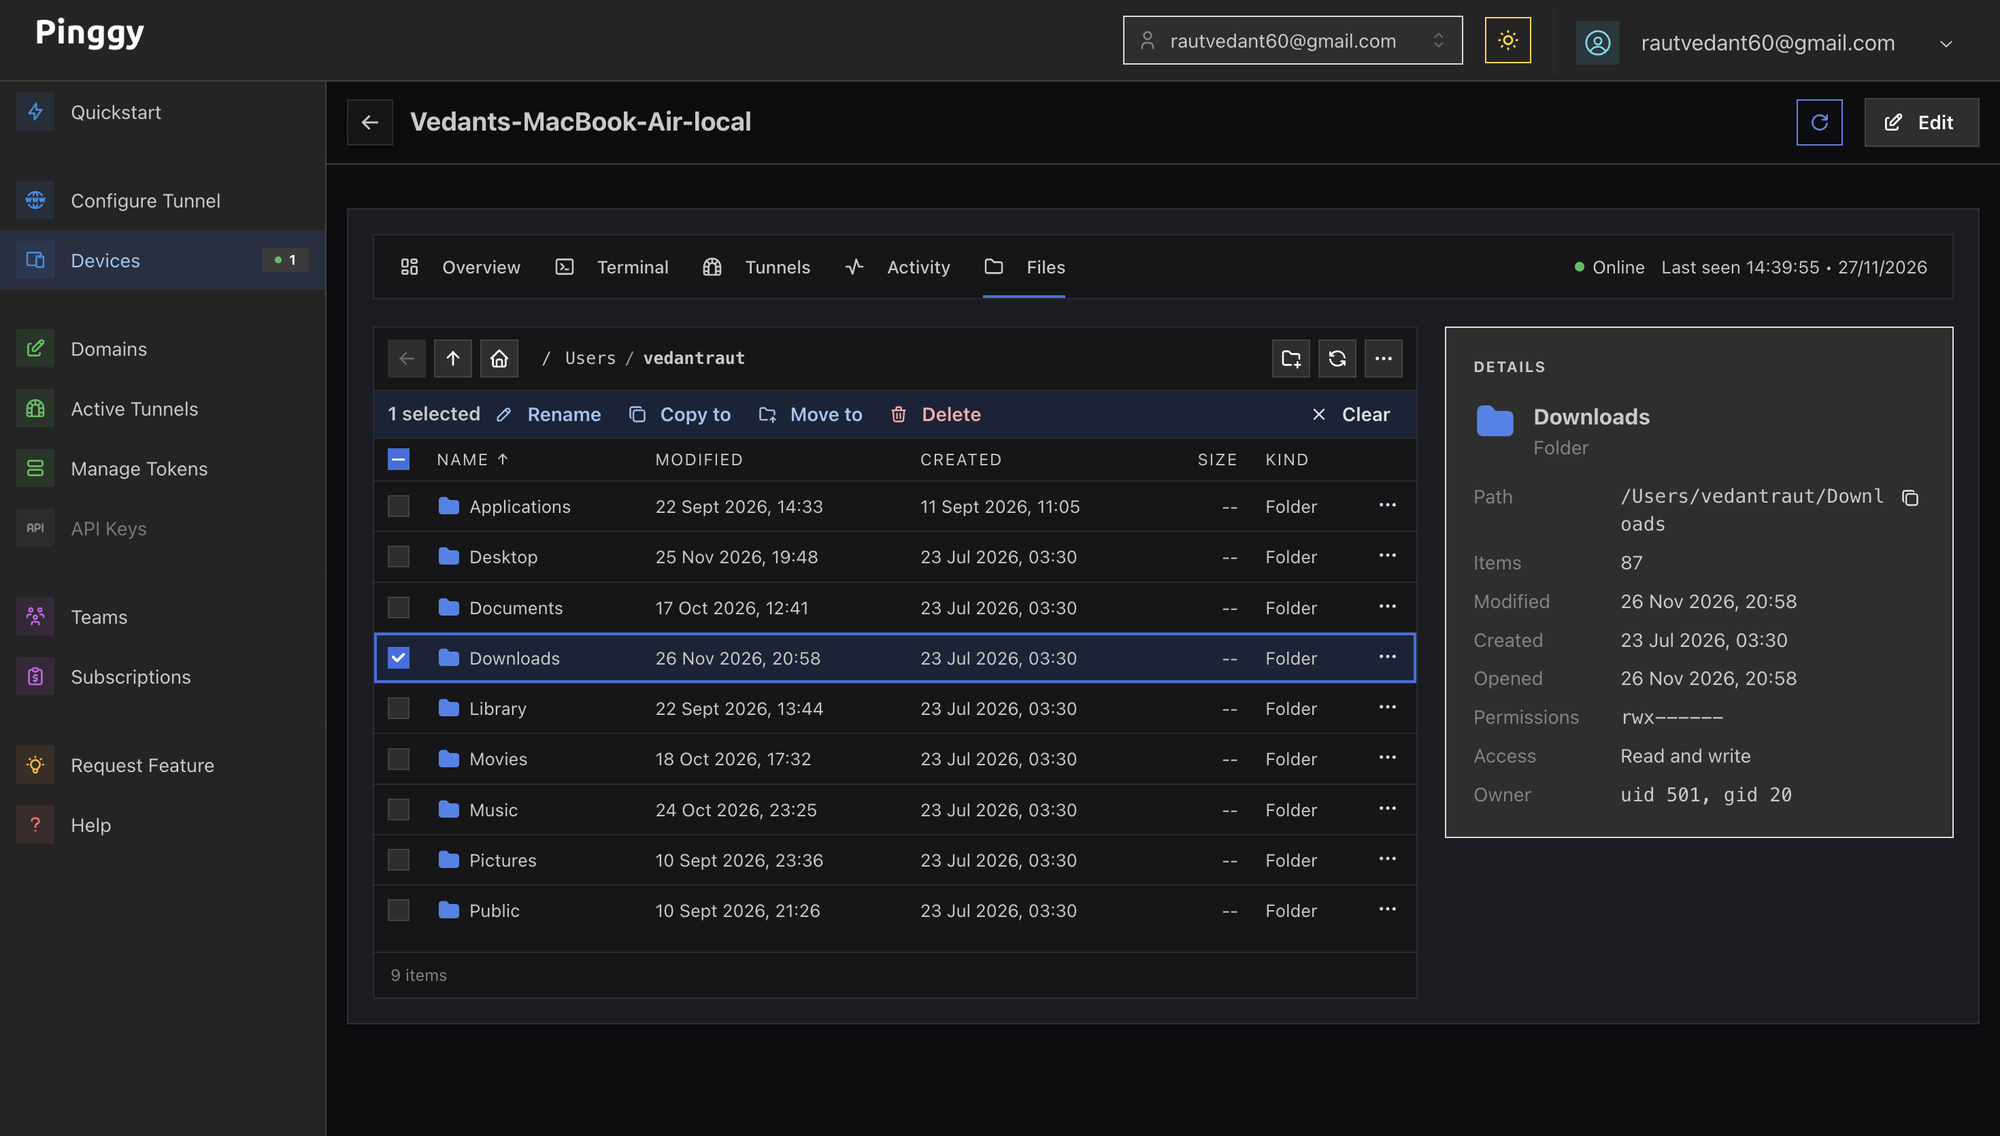 Pinggy
rautvedant60@gmail.com
rautvedant60@gmail.com
Quickstart
Configure Tunnel
Devices
1
Domains
Active Tunnels
Manage Tokens
API
API Keys
Teams
Subscriptions
Request Feature
? Help
Vedants-MacBook-Air-local
Edit
Overview Terminal Tunnels Activity Files
Online Last seen 14:39:55 • 27/11/2026
/ Users / vedantraut
1 selected Rename Copy to Move to Delete
Clear
NAME ↑ MODIFIED CREATED SIZE KIND
Applications 22 Sept 2026, 14:33 11 Sept 2026, 11:05 -- Folder
Desktop 25 Nov 2026, 19:48 23 Jul 2026, 03:30 -- Folder
Documents 17 Oct 2026, 12:41 23 Jul 2026, 03:30 -- Folder
Downloads 26 Nov 2026, 20:58 23 Jul 2026, 03:30 -- Folder
Library 22 Sept 2026, 13:44 23 Jul 2026, 03:30 -- Folder
Movies 18 Oct 2026, 17:32 23 Jul 2026, 03:30 -- Folder
Music 24 Oct 2026, 23:25 23 Jul 2026, 03:30 -- Folder
Pictures 10 Sept 2026, 23:36 23 Jul 2026, 03:30 -- Folder
Public 10 Sept 2026, 21:26 23 Jul 2026, 03:30 -- Folder
9 items
DETAILS
Downloads
Folder
Path /Users/vedantraut/Downl
oads
Items 87
Modified 26 Nov 2026, 20:58
Created 23 Jul 2026, 03:30
Opened 26 Nov 2026, 20:58
Permissions rwx------
Access Read and write
Owner uid 501, gid 20